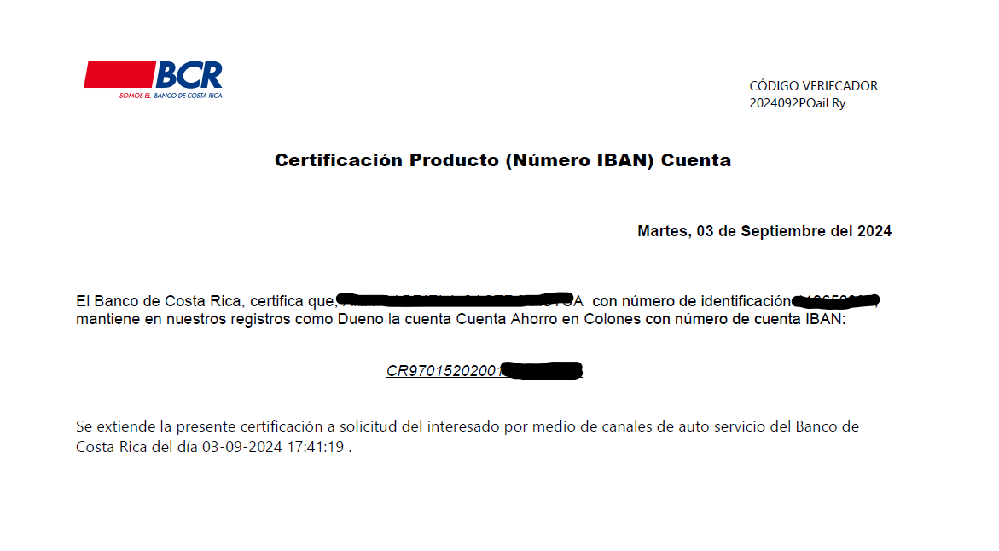 BCR
SOMOS EL BANCO DE COSTA RICA
CÓDIGO VERIFCADOR
2024092POaiLRy
Certificación Producto (Número IBAN) Cuenta
Martes, 03 de Septiembre del 2024
El Banco de Costa Rica, certifica que, con número de identificación
mantiene en nuestros registros como Dueno la cuenta Cuenta Ahorro en Colones con número de cuenta IBAN:
CR97015202001
Se extiende la presente certificación a solicitud del interesado por medio de canales de auto servicio del Banco de
Costa Rica del día 03-09-2024 17:41:19 .